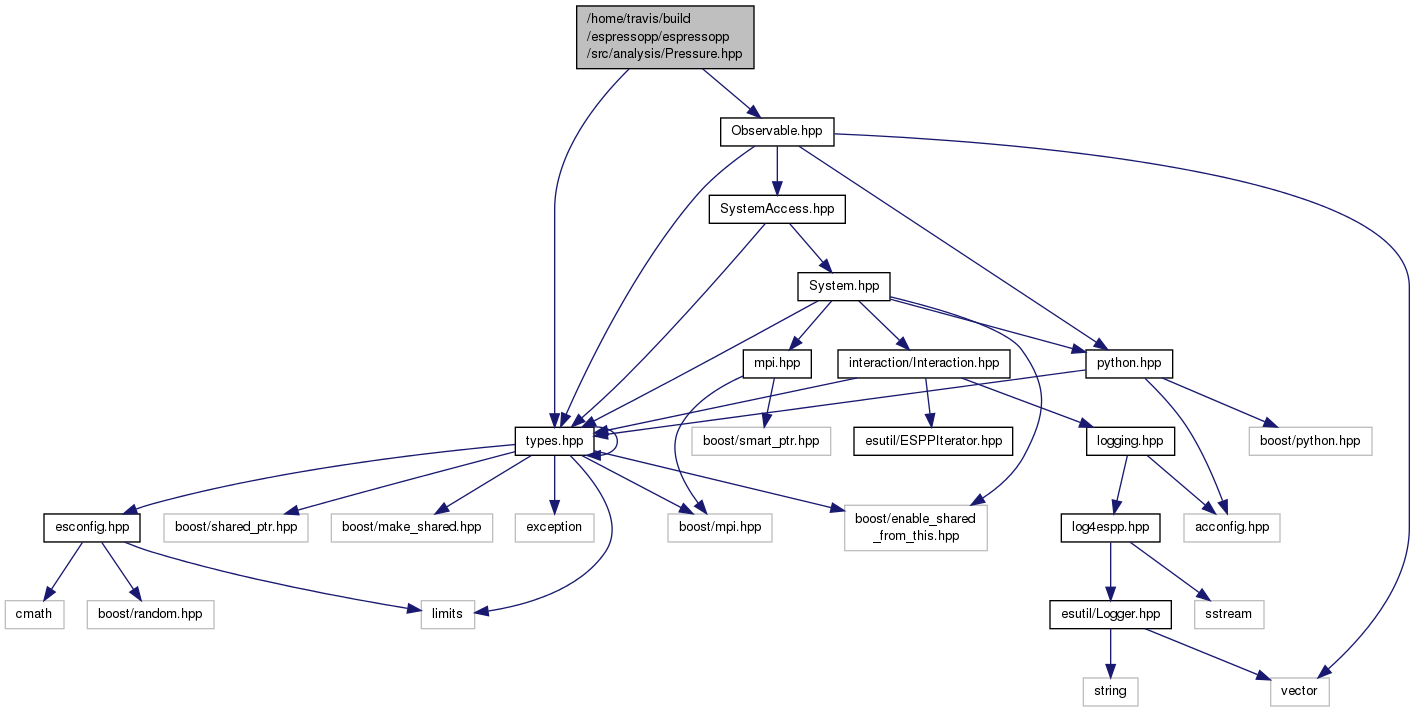 /home/travis/build
/espressopp/espressopp
/src/analysis/Pressure.hpp
Observable.hpp
SystemAccess.hpp
System.hpp
mpi.hpp
interaction/Interaction.hpp
python.hpp
types.hpp
boost/smart_ptr.hpp
esutil/ESPPIterator.hpp
logging.hpp
boost/python.hpp
esconfig.hpp
boost/shared_ptr.hpp
boost/make_shared.hpp
exception
boost/mpi.hpp
boost/enable_shared
_from_this.hpp
log4espp.hpp
acconfig.hpp
cmath
boost/random.hpp
limits
esutil/Logger.hpp
sstream
string
vector